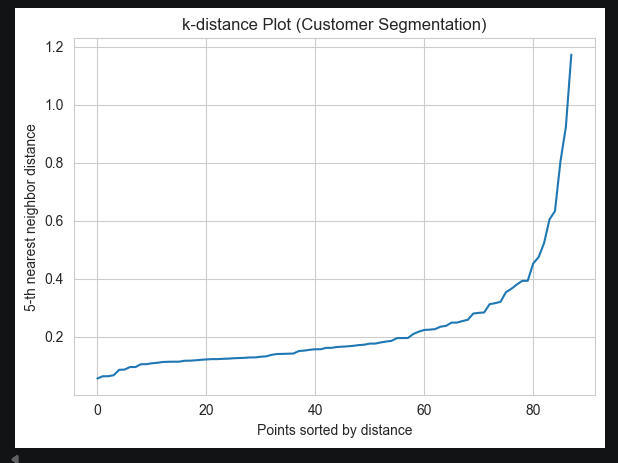 k-distance Plot (Customer Segmentation)
1.2
1.0
0.8
0.6
0.4
0.2
5-th nearest neighbor distance
0 20 40 60 80
Points sorted by distance